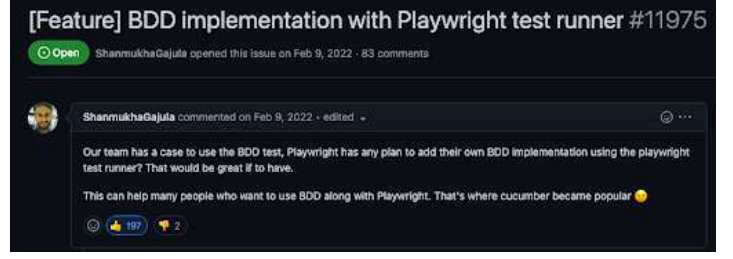 [Feature] BDD implementation with Playwright test runner #11975
Open ShanmukhaGajula opened this issue on Feb 9, 2022 · 83 comments
ShanmukhaGajula commented on Feb 9, 2022 • edited
Our team has a case to use the BDD test, Playwright has any plan to add their own BDD implementation using the playwright
test runner? That would be great if to have.
This can help many people who want to use BDD along with Playwright. That's where cucumber became popular 😊
👍 197 👎 2